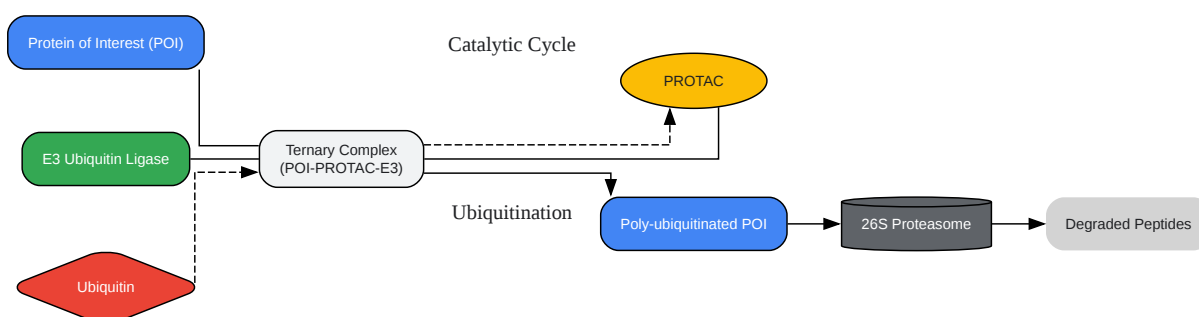 Protein of Interest (POI)
Catalytic Cycle
PROTAC
E3 Ubiquitin Ligase
Ternary Complex
(POI-PROTAC-E3)
Ubiquitination
Poly-ubiquitinated POI
26S Proteasome
Degraded Peptides
Ubiquitin